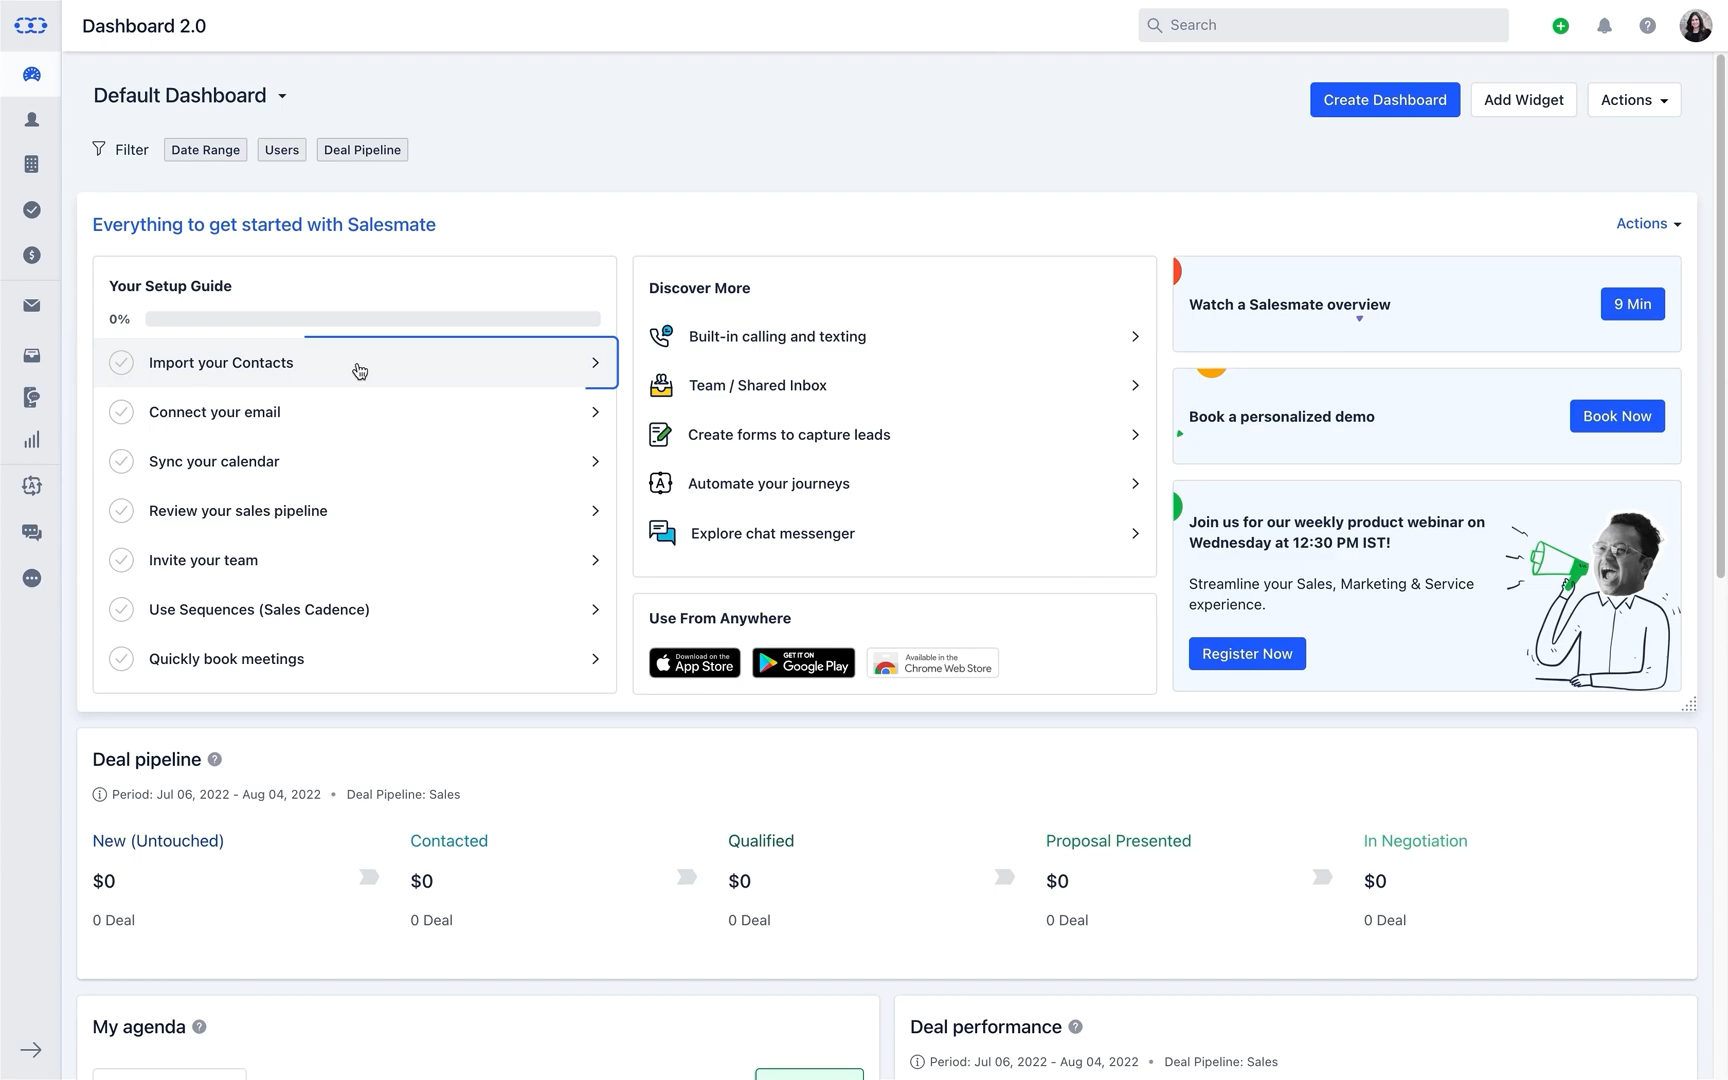 Dashboard 2.0
Search
Default Dashboard
Create Dashboard
Add Widget
Actions
Filter
Date Range
Users
Deal Pipeline
Everything to get started with Salesmate
Actions
Your Setup Guide
0%
Import your Contacts
Connect your email
Sync your calendar
Review your sales pipeline
Invite your team
Use Sequences (Sales Cadence)
Quickly book meetings
Discover More
Built-in calling and texting
Team / Shared Inbox
Create forms to capture leads
Automate your journeys
Explore chat messenger
Use From Anywhere
Download on the
App Store
GET IT ON
Google Play
Available in the
Chrome Web Store
Watch a Salesmate overview
9 Min
Book a personalized demo
Book Now
Join us for our weekly product webinar on
Wednesday at 12:30 PM IST!
Streamline your Sales, Marketing & Service
experience.
Register Now
Deal pipeline
Period: Jul 06, 2022 - Aug 04, 2022 • Deal Pipeline: Sales
New (Untouched)
$0
0 Deal
Contacted
$0
0 Deal
Qualified
$0
0 Deal
Proposal Presented
$0
0 Deal
In Negotiation
$0
0 Deal
My agenda
Deal performance
Period: Jul 06, 2022 - Aug 04, 2022 • Deal Pipeline: Sales